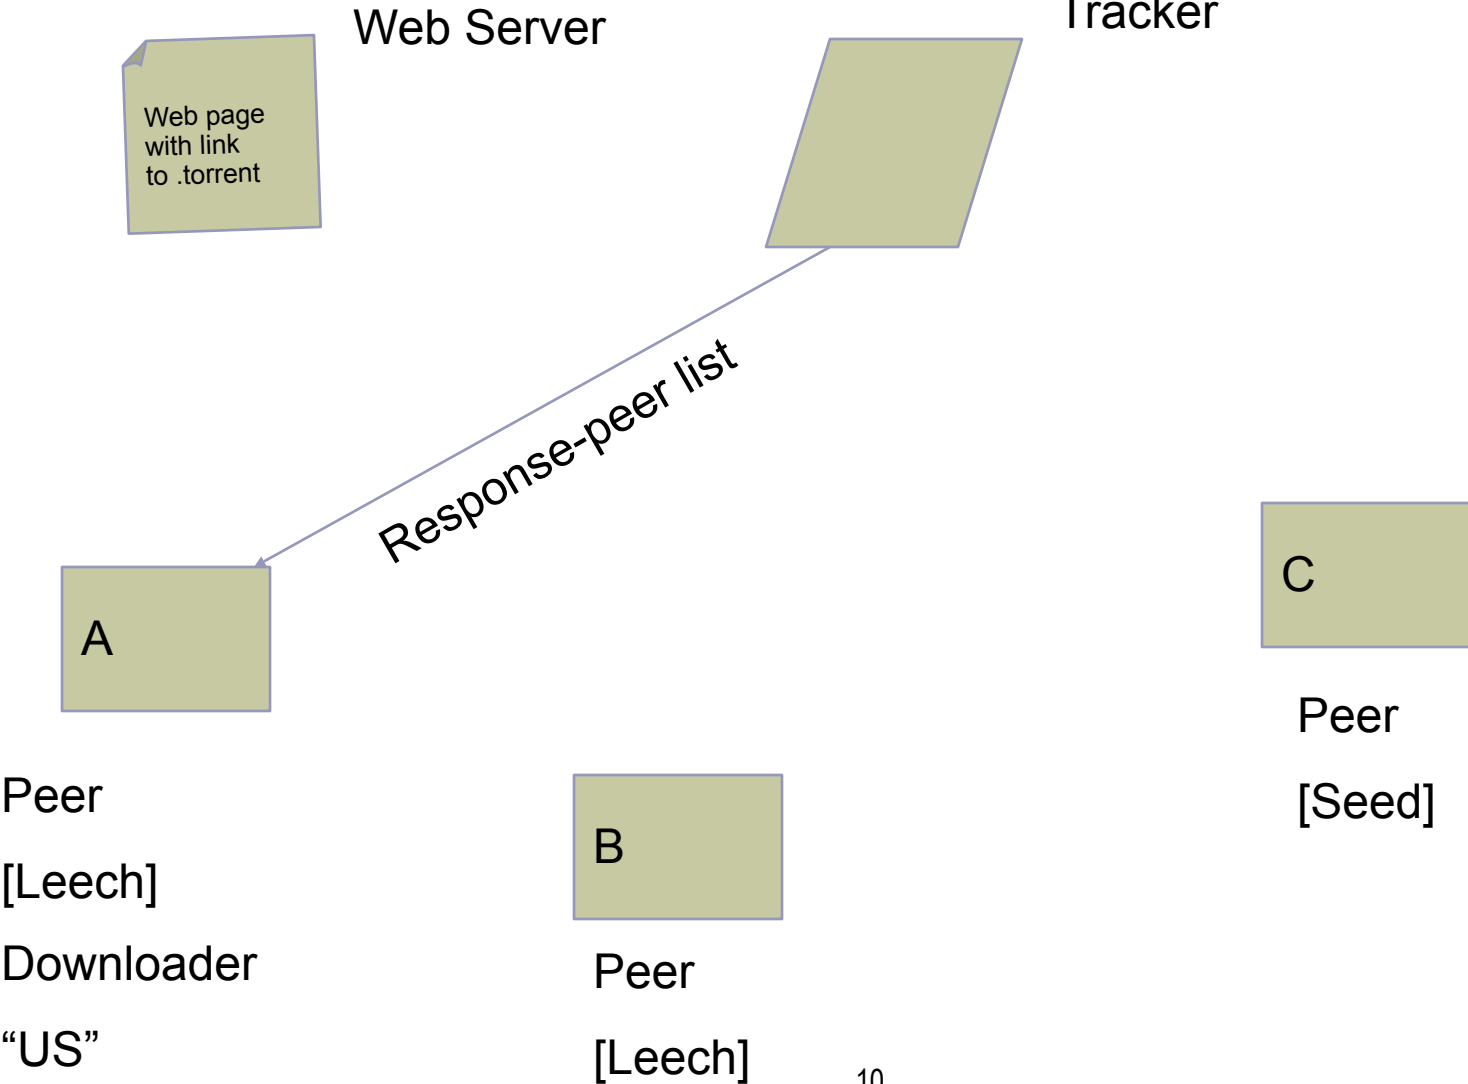 Web Server
Tracker
Web page
with link
to .torrent
Response-peer list
A
C
Peer
[Seed]
Peer
[Leech]
Downloader
“US”
B
Peer
[Leech]
10